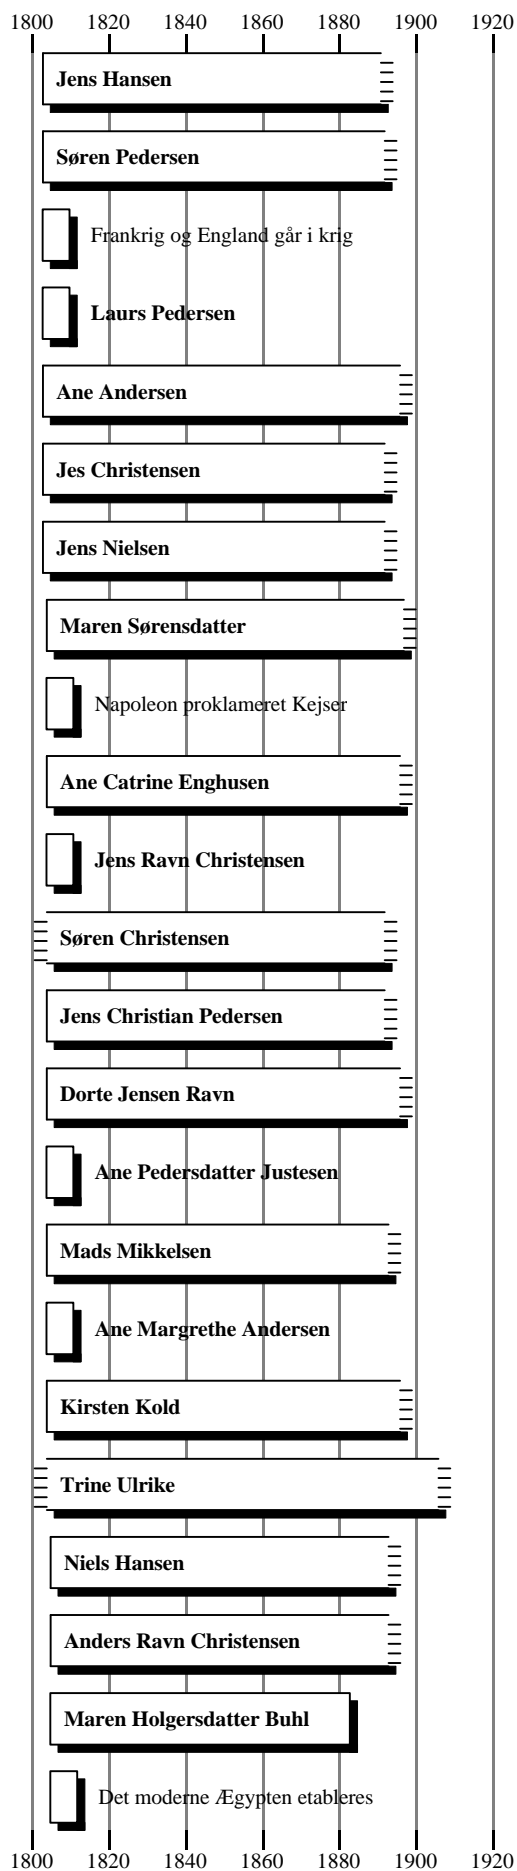 1800 1820 1840 1860 1880 1900 1920
Jens Hansen
Søren Pedersen
Frankrig og England går i krig
Laurs Pedersen
Ane Andersen
Jes Christensen
Jens Nielsen
Maren Sørensdatter
Napoleon proklameret Kejser
Ane Catrine Enghusen
Jens Ravn Christensen
Søren Christensen
Jens Christian Pedersen
Dorte Jensen Ravn
Ane Pedersdatter Justesen
Mads Mikkelsen
Ane Margrethe Andersen
Kirsten Kold
Trine Ulrike
Niels Hansen
Anders Ravn Christensen
Maren Holgersdatter Buhl
Det moderne Ægypten etableres
1800 1820 1840 1860 1880 1900 1920